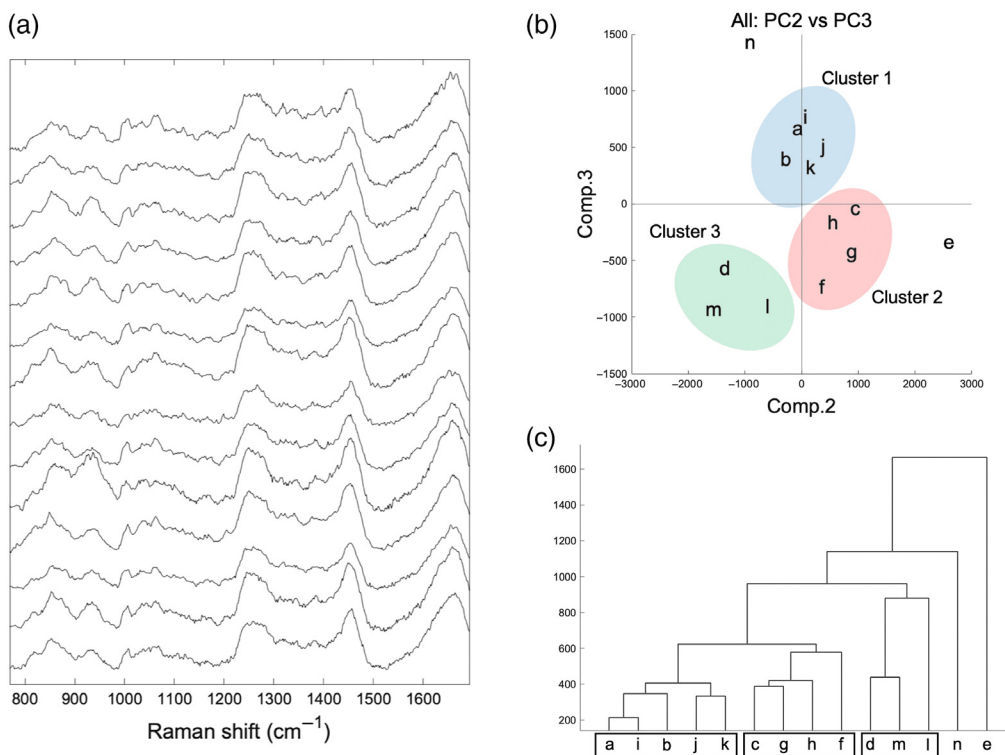 (a)
800 900 1000 1100 1200 1300 1400 1500 1600
Raman shift (cm⁻¹)
(b)
All: PC2 vs PC3
1500
1000
500
0
−500
−1000
−1500
−3000 −2000 −1000 0 1000 2000 3000
Comp.3
Comp.2
n
Cluster 1
i
a
j
b
k
c
h
Cluster 3
e
g
d
f
Cluster 2
m
l
(c)
1600
1400
1200
1000
800
600
400
200
a i b j k c g h f d m l n e